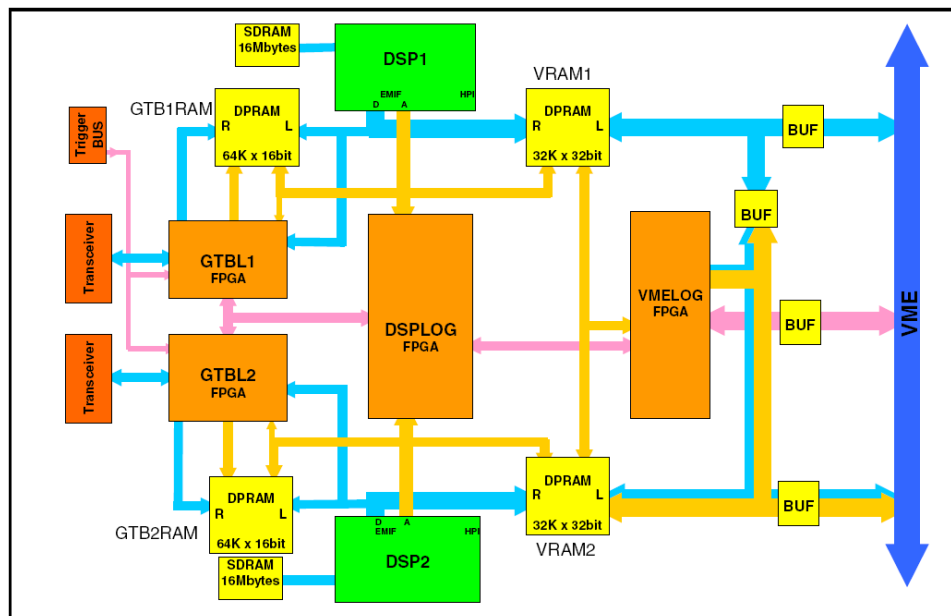 SDRAM
16Mbytes
DSP1
EMIF
HPI
D
A
VRAM1
GTB1RAM
DPRAM
R
L
64K x 16bit
DPRAM
R
L
32K x 32bit
BUF
Trigger
BUS
BUF
Transceiver
GTBL1
FPGA
DSPLOG
FPGA
VMELOG
FPGA
BUF
VME
Transceiver
GTBL2
FPGA
DPRAM
R
L
64K x 16bit
GTB2RAM
DPRAM
R
L
32K x 32bit
VRAM2
BUF
D
A
EMIF
HPI
DSP2
SDRAM
16Mbytes